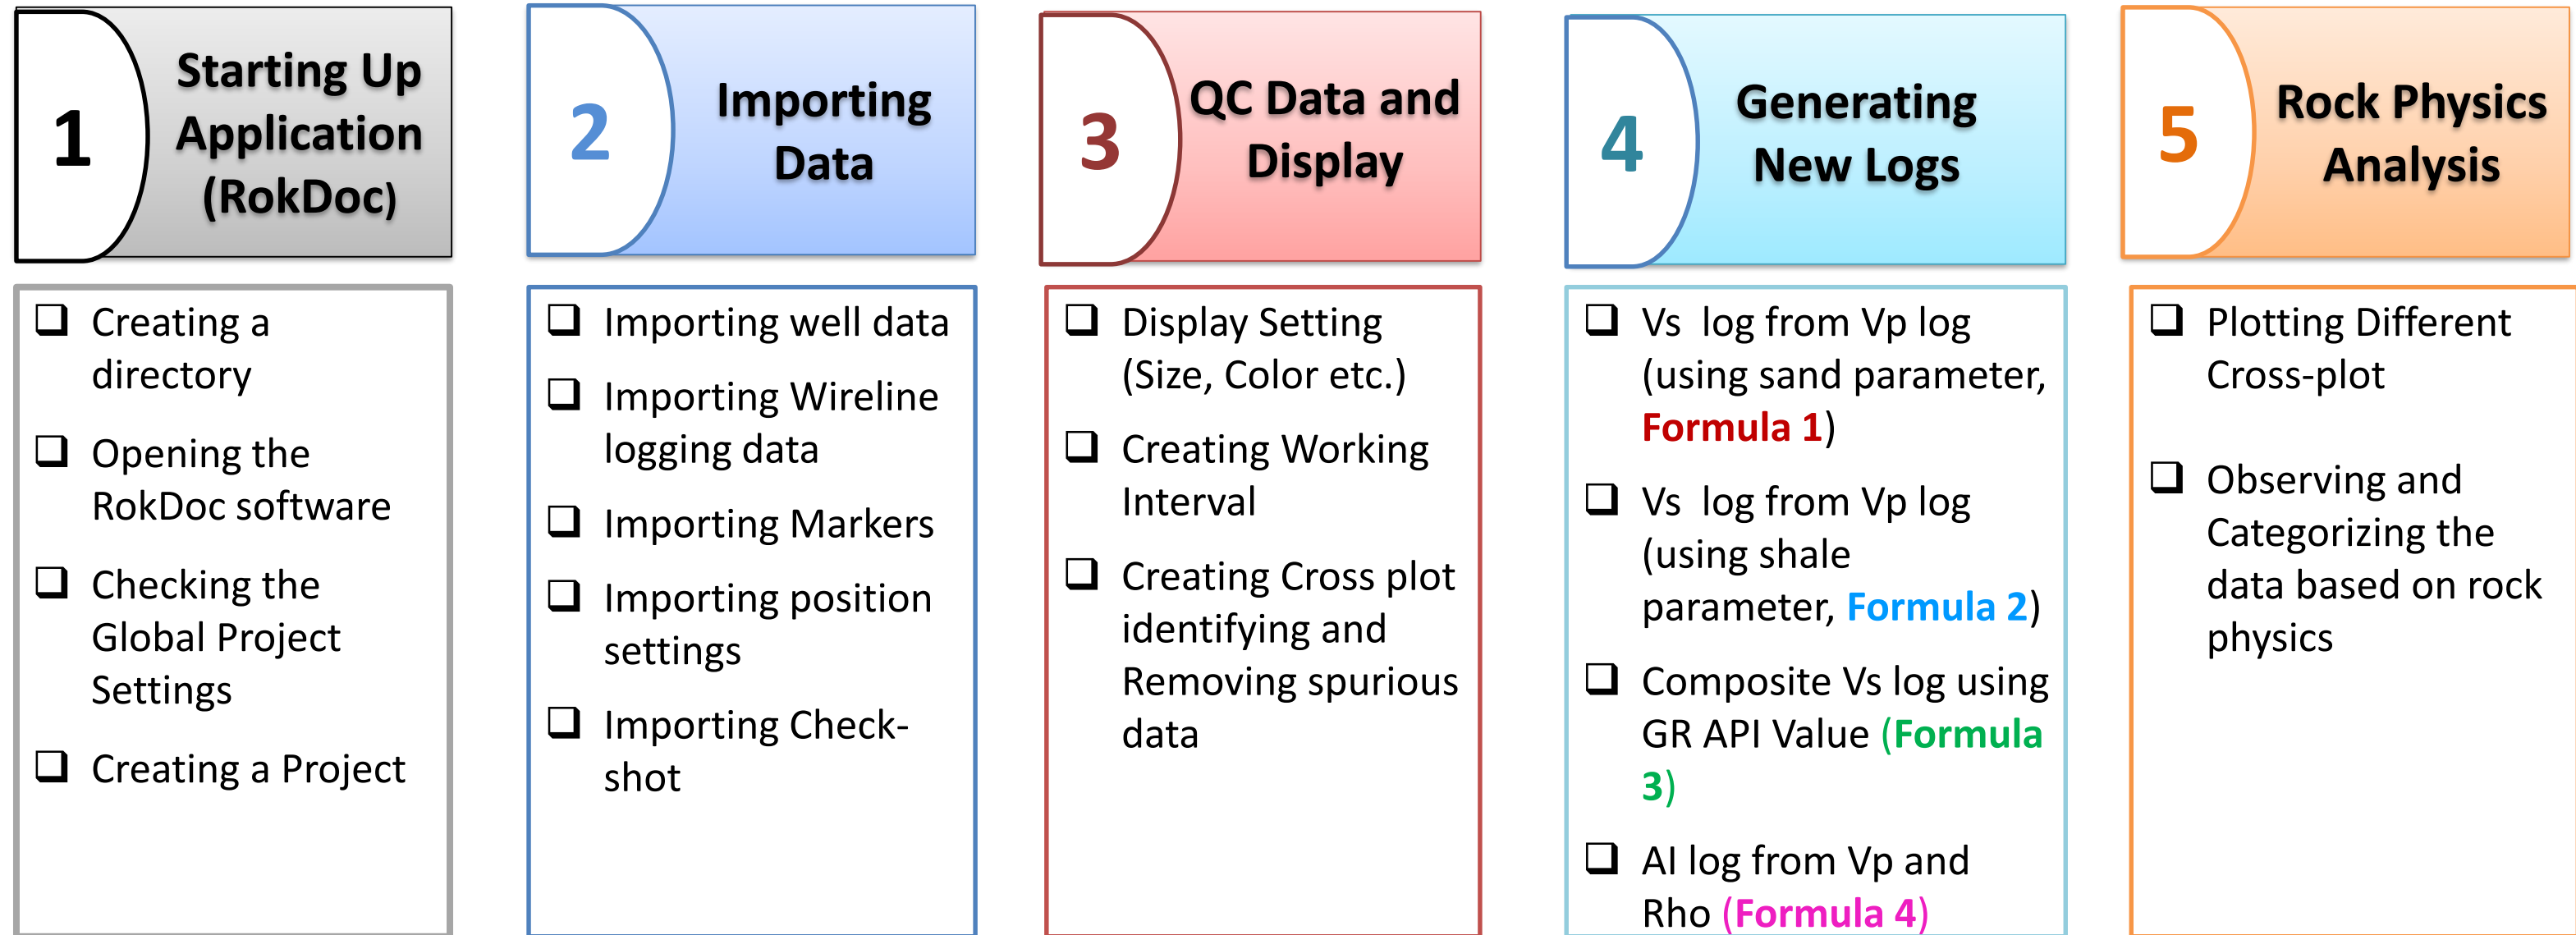 1
Starting Up
Application
(RokDoc)
❑ Creating a
directory
❑ Opening the
RokDoc software
❑ Checking the
Global Project
Settings
❑ Creating a Project
2
Importing
Data
❑ Importing well data
❑ Importing Wireline
logging data
❑ Importing Markers
❑ Importing position
settings
❑ Importing Check-
shot
3
QC Data and
Display
❑ Display Setting
(Size, Color etc.)
❑ Creating Working
Interval
❑ Creating Cross plot
identifying and
Removing spurious
data
4
Generating
New Logs
❑ Vs log from Vp log
(using sand parameter,
Formula 1)
❑ Vs log from Vp log
(using shale
parameter, Formula 2)
❑ Composite Vs log using
GR API Value (Formula
3)
❑ AI log from Vp and
Rho (Formula 4)
5
Rock Physics
Analysis
❑ Plotting Different
Cross-plot
❑ Observing and
Categorizing the
data based on rock
physics